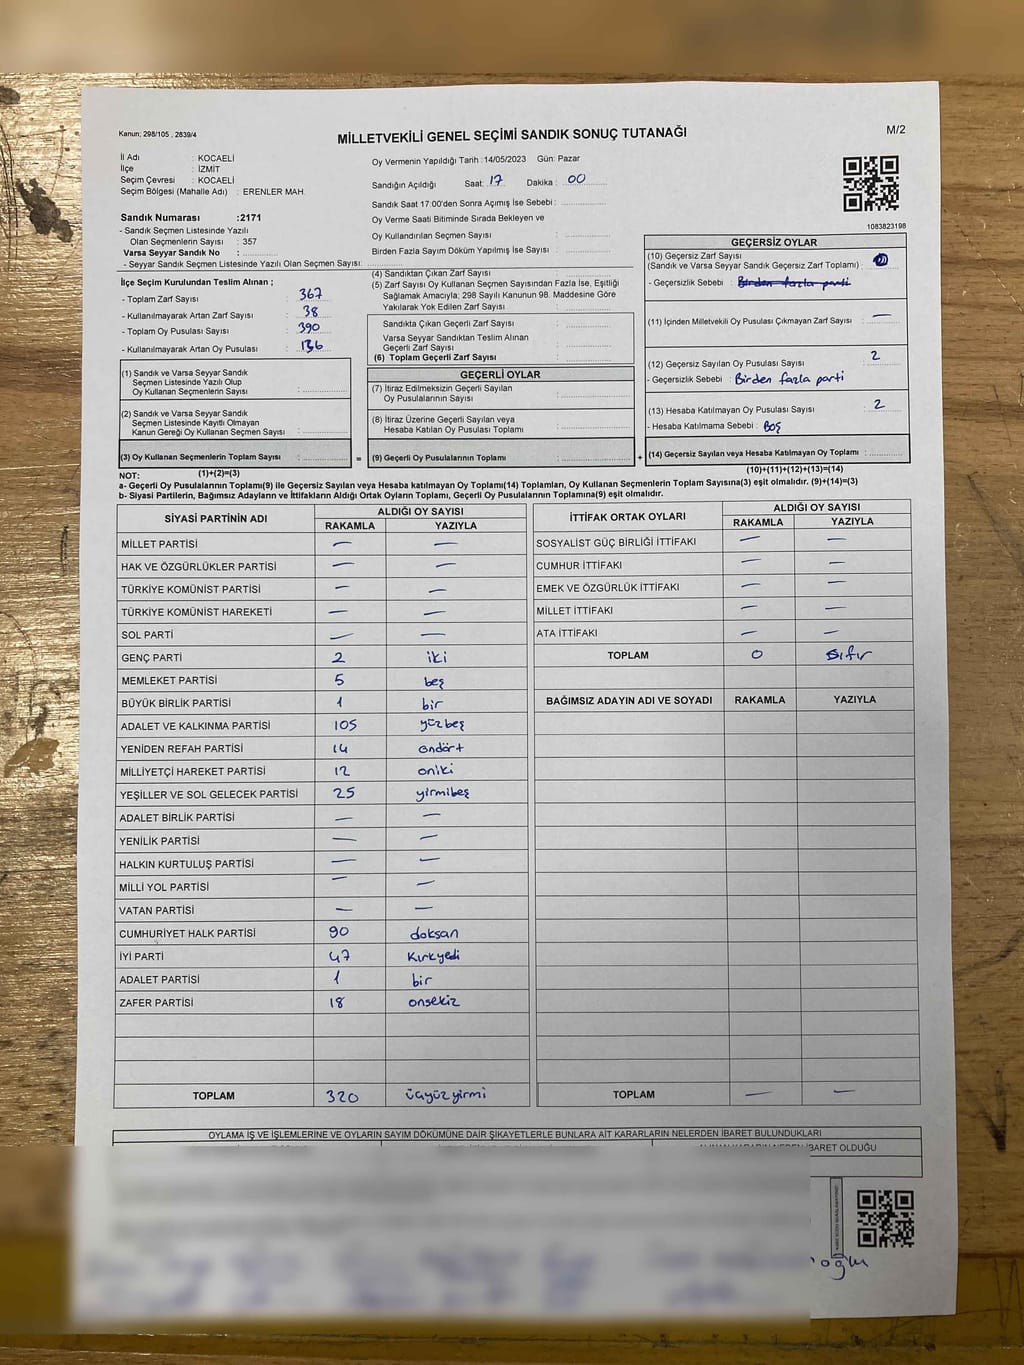 Kanun; 298/105 , 2839/4
MİLLETVEKİLİ GENEL SEÇİMİ SANDIK SONUÇ TUTANAĞI
M/2
İl Adı : KOCAELİ
İlçe : İZMİT
Seçim Çevresi : KOCAELİ
Seçim Bölgesi (Mahalle Adı) : ERENLER MAH.
Oy Vermenin Yapıldığı Tarih :14/05/2023 Gün: Pazar
Sandığın Açıldığı Saat: 17 Dakika : 00
Sandık Saat 17:00'den Sonra Açımış İse Sebebi :
Oy Verme Saati Bitiminde Sırada Bekleyen ve
Oy Kullandırılan Seçmen Sayısı :
Birden Fazla Sayım Döküm Yapılmış İse Sayısı :
1083823198
Sandık Numarası :2171
- Sandık Seçmen Listesinde Yazılı
Olan Seçmenlerin Sayısı : 357
Varsa Seyyar Sandık No :
- Seyyar Sandık Seçmen Listesinde Yazılı Olan Seçmen Sayısı:
İlçe Seçim Kurulundan Teslim Alınan ;
- Toplam Zarf Sayısı : 367
- Kullanılmayarak Artan Zarf Sayısı : 38
- Toplam Oy Pusulası Sayısı : 390
- Kullanılmayarak Artan Oy Pusulası :
(1) Sandık ve Varsa Seyyar Sandık
Seçmen Listesinde Yazılı Olup
Oy Kullanan Seçmenlerin Sayısı :
(2) Sandık ve Varsa Seyyar Sandık
Seçmen Listesinde Kayıtlı Olmayan
Kanun Gereği Oy Kullanan Seçmen Sayısı :
(3) Oy Kullanan Seçmenlerin Toplam Sayısı :
(1)+(2)=(3)
(4) Sandıktan Çıkan Zarf Sayısı :
(5) Zarf Sayısı Oy Kullanan Seçmen Sayısından Fazla İse, Eşitliği
Sağlamak Amacıyla; 298 Sayılı Kanunun 98. Maddesine Göre
Yakılarak Yok Edilen Zarf Sayısı :
Sandıkta Çıkan Geçerli Zarf Sayısı :
Varsa Seyyar Sandıktan Teslim Alınan
Geçerli Zarf Sayısı :
(6) Toplam Geçerli Zarf Sayısı :
GEÇERLİ OYLAR
(7) İtiraz Edilmeksizin Geçerli Sayılan
Oy Pusulalarının Sayısı :
(8) İtiraz Üzerine Geçerli Sayılan veya
Hesaba Katılan Oy Pusulası Toplamı :
= (9) Geçerli Oy Pusulalarının Toplamı :
GEÇERSİZ OYLAR
(10) Geçersiz Zarf Sayısı
(Sandık ve Varsa Seyyar Sandık Geçersiz Zarf Toplamı) :
- Geçersizlik Sebebi : Birden fazla parti
(11) İçinden Milletvekili Oy Pusulası Çıkmayan Zarf Sayısı : —
(12) Geçersiz Sayılan Oy Pusulası Sayısı : 2
- Geçersizlik Sebebi : Birden fazla parti
(13) Hesaba Katılmayan Oy Pusulası Sayısı : 2
- Hesaba Katılmama Sebebi : Boş
+ (14) Geçersiz Sayılan veya Hesaba Katılmayan Oy Toplamı :
(10)+(11)+(12)+(13)=(14)
NOT:
a- Geçerli Oy Pusulalarının Toplamı(9) ile Geçersiz Sayılan veya Hesaba katılmayan Oy Toplamı(14) Toplamları, Oy Kullanan Seçmenlerin Toplam Sayısına(3) eşit olmalıdır. (9)+(14)=(3)
b- Siyasi Partilerin, Bağımsız Adayların ve İttifakların Aldığı Ortak Oyların Toplamı, Geçerli Oy Pusulalarının Toplamına(9) eşit olmalıdır.
SİYASİ PARTİNİN ADI ALDIĞI OY SAYISI
RAKAMLA YAZIYLA
MİLLET PARTİSİ — —
HAK VE ÖZGÜRLÜKLER PARTİSİ — —
TÜRKİYE KOMÜNİST PARTİSİ — —
TÜRKİYE KOMÜNİST HAREKETİ — —
SOL PARTİ — —
GENÇ PARTİ 2 iki
MEMLEKET PARTİSİ 5 beş
BÜYÜK BİRLİK PARTİSİ 1 bir
ADALET VE KALKINMA PARTİSİ 105 yüzbeş
YENİDEN REFAH PARTİSİ 14 ondört
MİLLİYETÇİ HAREKET PARTİSİ 12 oniki
YEŞİLLER VE SOL GELECEK PARTİSİ 25 yirmibeş
ADALET BİRLİK PARTİSİ — —
YENİLİK PARTİSİ — —
HALKIN KURTULUŞ PARTİSİ — —
MİLLİ YOL PARTİSİ — —
VATAN PARTİSİ — —
CUMHURİYET HALK PARTİSİ 90 doksan
İYİ PARTİ 47 Kırkyedi
ADALET PARTİSİ 1 bir
ZAFER PARTİSİ 18 onsekiz
TOPLAM 320 üçyüzyirmi
İTTİFAK ORTAK OYLARI ALDIĞI OY SAYISI
RAKAMLA YAZIYLA
SOSYALİST GÜÇ BİRLİĞİ İTTİFAKI — —
CUMHUR İTTİFAKI — —
EMEK VE ÖZGÜRLÜK İTTİFAKI — —
MİLLET İTTİFAKI — —
ATA İTTİFAKI — —
TOPLAM 0 sıfır
BAĞIMSIZ ADAYIN ADI VE SOYADI RAKAMLA YAZIYLA
TOPLAM — —
OYLAMA İŞ VE İŞLEMLERİNE VE OYLARIN SAYIM DÖKÜMÜNE DAİR ŞİKAYETLERLE BUNLARA AİT KARARLARIN NELERDEN İBARET BULUNDUKLARI
ALINAN KARARIN NEDEN İBARET OLDUĞU